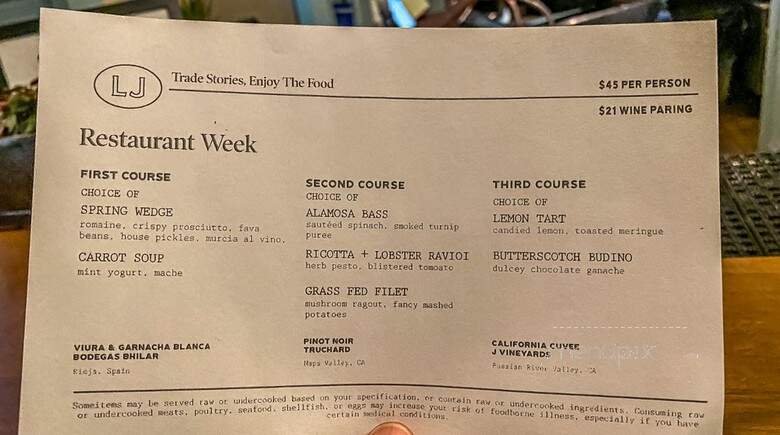 LJ
Trade Stories, Enjoy The Food
$45 PER PERSON
$21 WINE PARING
Restaurant Week
FIRST COURSE
CHOICE OF
SPRING WEDGE
romaine, crispy prosciutto, fava
beans, house pickles, murcia al vino.
CARROT SOUP
mint yogurt, mache
VIURA & GARNACHA BLANCA
BODEGAS BHILAR
Rioja, Spain
SECOND COURSE
CHOICE OF
ALAMOSA BASS
sautéed spinach, smoked turnip
puree
RICOTTA + LOBSTER RAVIOI
herb pesto, blistered tomoato
GRASS FED FILET
mushroom ragout, fancy mashed
potatoes
PINOT NOIR
TRUCHARD
Napa Valley, CA
THIRD COURSE
CHOICE OF
LEMON TART
candied lemon, toasted meringue
BUTTERSCOTCH BUDINO
dulcey chocolate ganache
CALIFORNIA CUVEE
J VINEYARDS
Russian River Valley, CA
Someitems may be served raw or undercooked based on your specification, or contain raw or undercooked ingredients. Consuming raw
or undercooked meats, poultry, seafood, shellfish, or eggs may increase your risk of foodborne illness, especially if you have
certain medical conditions.